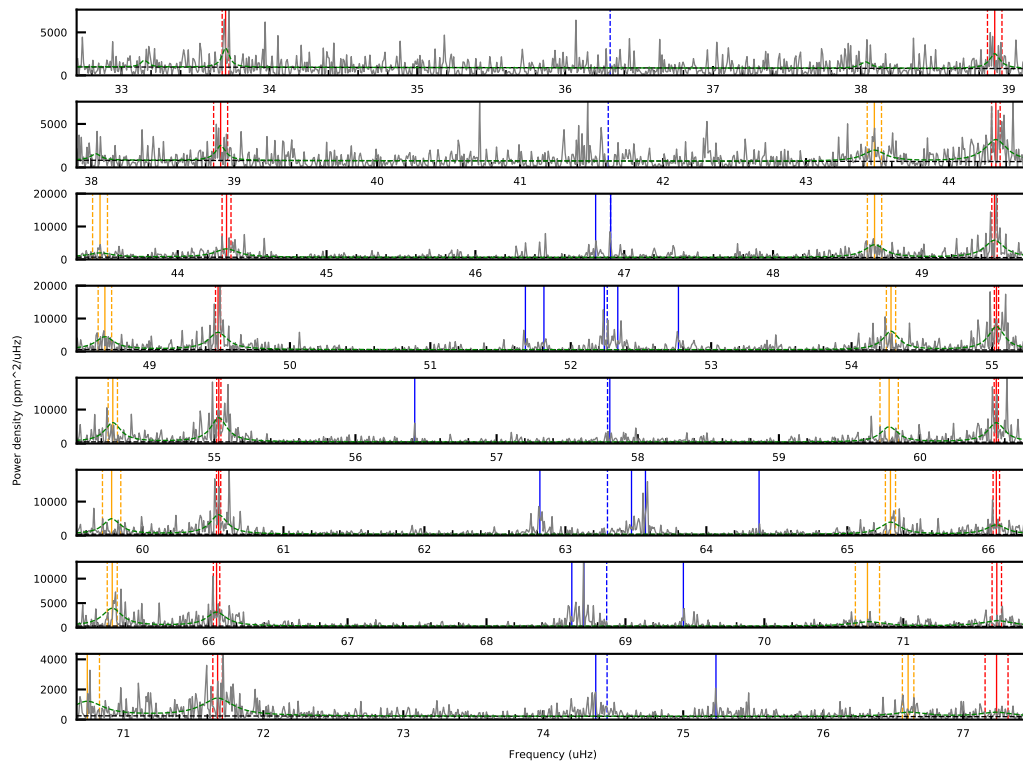 5000
0
33 34 35 36 37 38 39
5000
0
38 39 40 41 42 43 44
20000
10000
0
44 45 46 47 48 49
20000
10000
0
49 50 51 52 53 54 55
10000
0
55 56 57 58 59 60
10000
0
60 61 62 63 64 65 66
10000
5000
0
66 67 68 69 70 71
4000
2000
0
71 72 73 74 75 76 77
Power density (ppm^2/uHz)
Frequency (uHz)